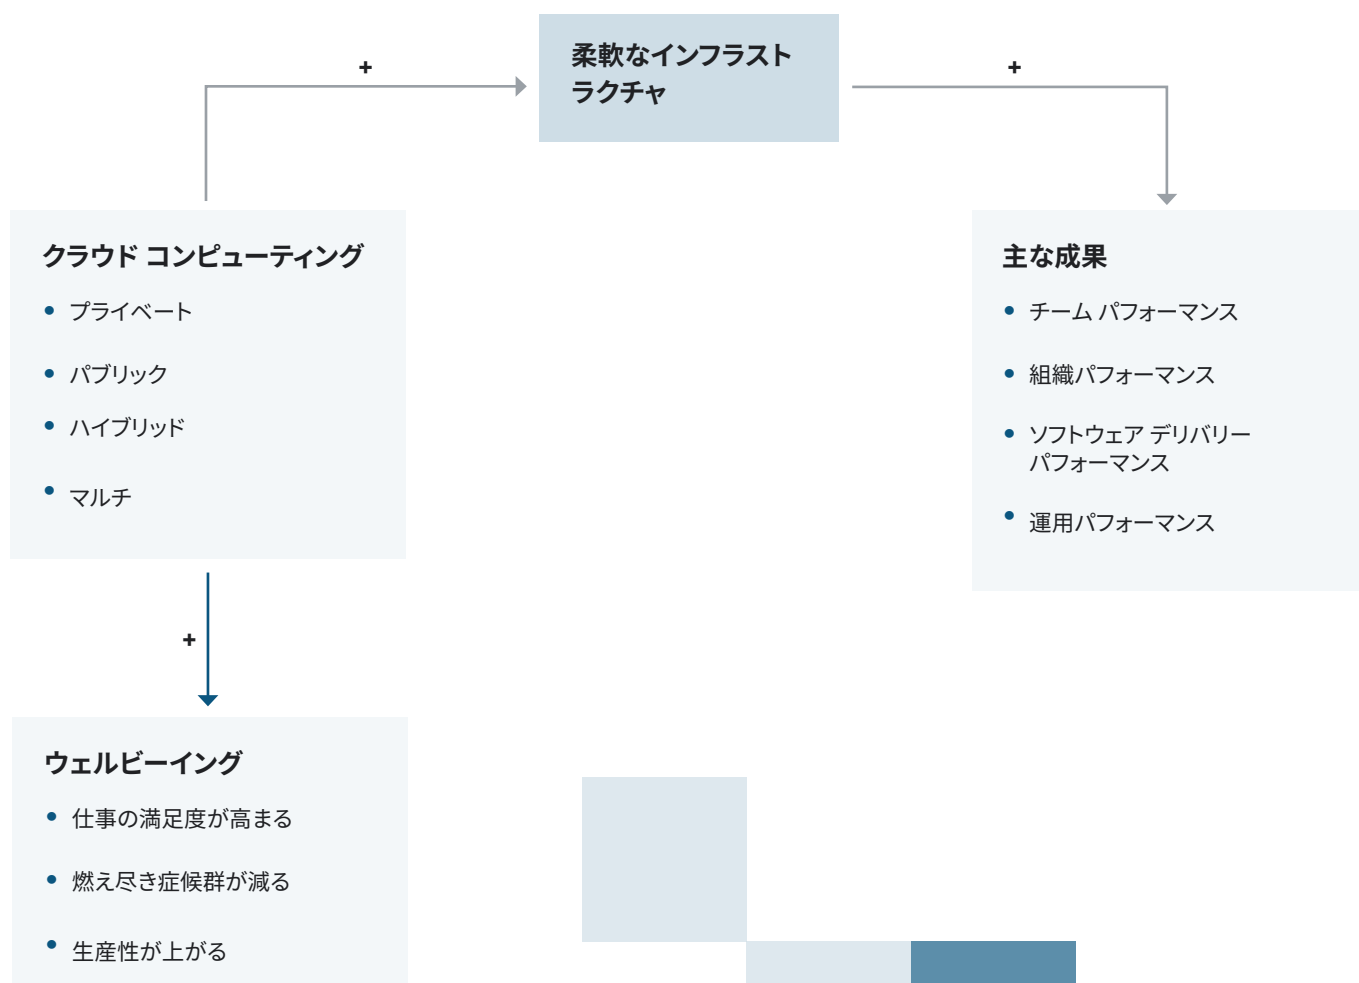 +
柔軟なインフラスト
ラクチャ
+
クラウド コンピューティング
プライベート
パブリック
ハイブリッド
マルチ
主な成果
チーム パフォーマンス
組織パフォーマンス
ソフトウェア デリバリー
パフォーマンス
運用パフォーマンス
+
ウェルビーイング
仕事の満足度が高まる
燃え尽き症候群が減る
生産性が上がる